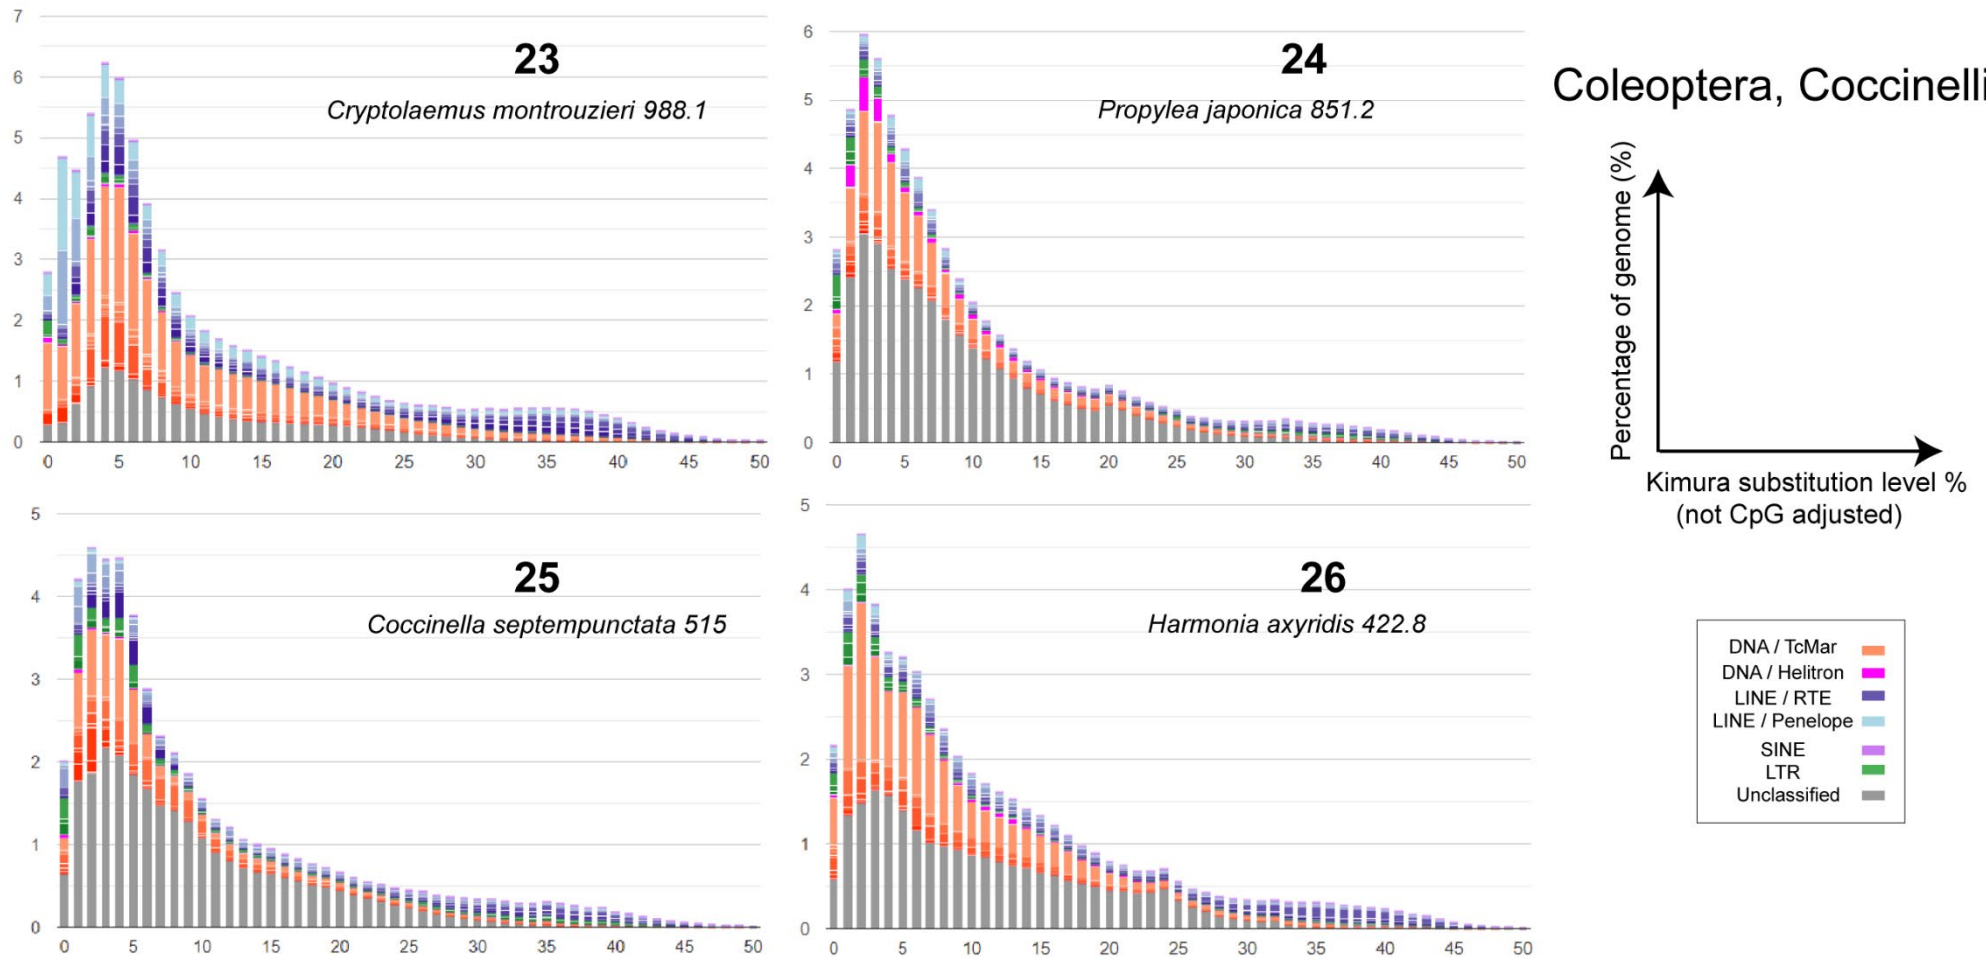 7
6
5
4
3
2
1
0
0 5 10 15 20 25 30 35 40 45 50
23
Cryptolaemus montrouzieri 988.1
6
5
4
3
2
1
0
0 5 10 15 20 25 30 35 40 45 50
24
Propylea japonica 851.2
Coleoptera, Coccinelli
Percentage of genome (%)
Kimura substitution level %
(not CpG adjusted)
5
4
3
2
1
0
0 5 10 15 20 25 30 35 40 45 50
25
Coccinella septempunctata 515
5
4
3
2
1
0
0 5 10 15 20 25 30 35 40 45 50
26
Harmonia axyridis 422.8
DNA / TcMar
DNA / Helitron
LINE / RTE
LINE / Penelope
SINE
LTR
Unclassified